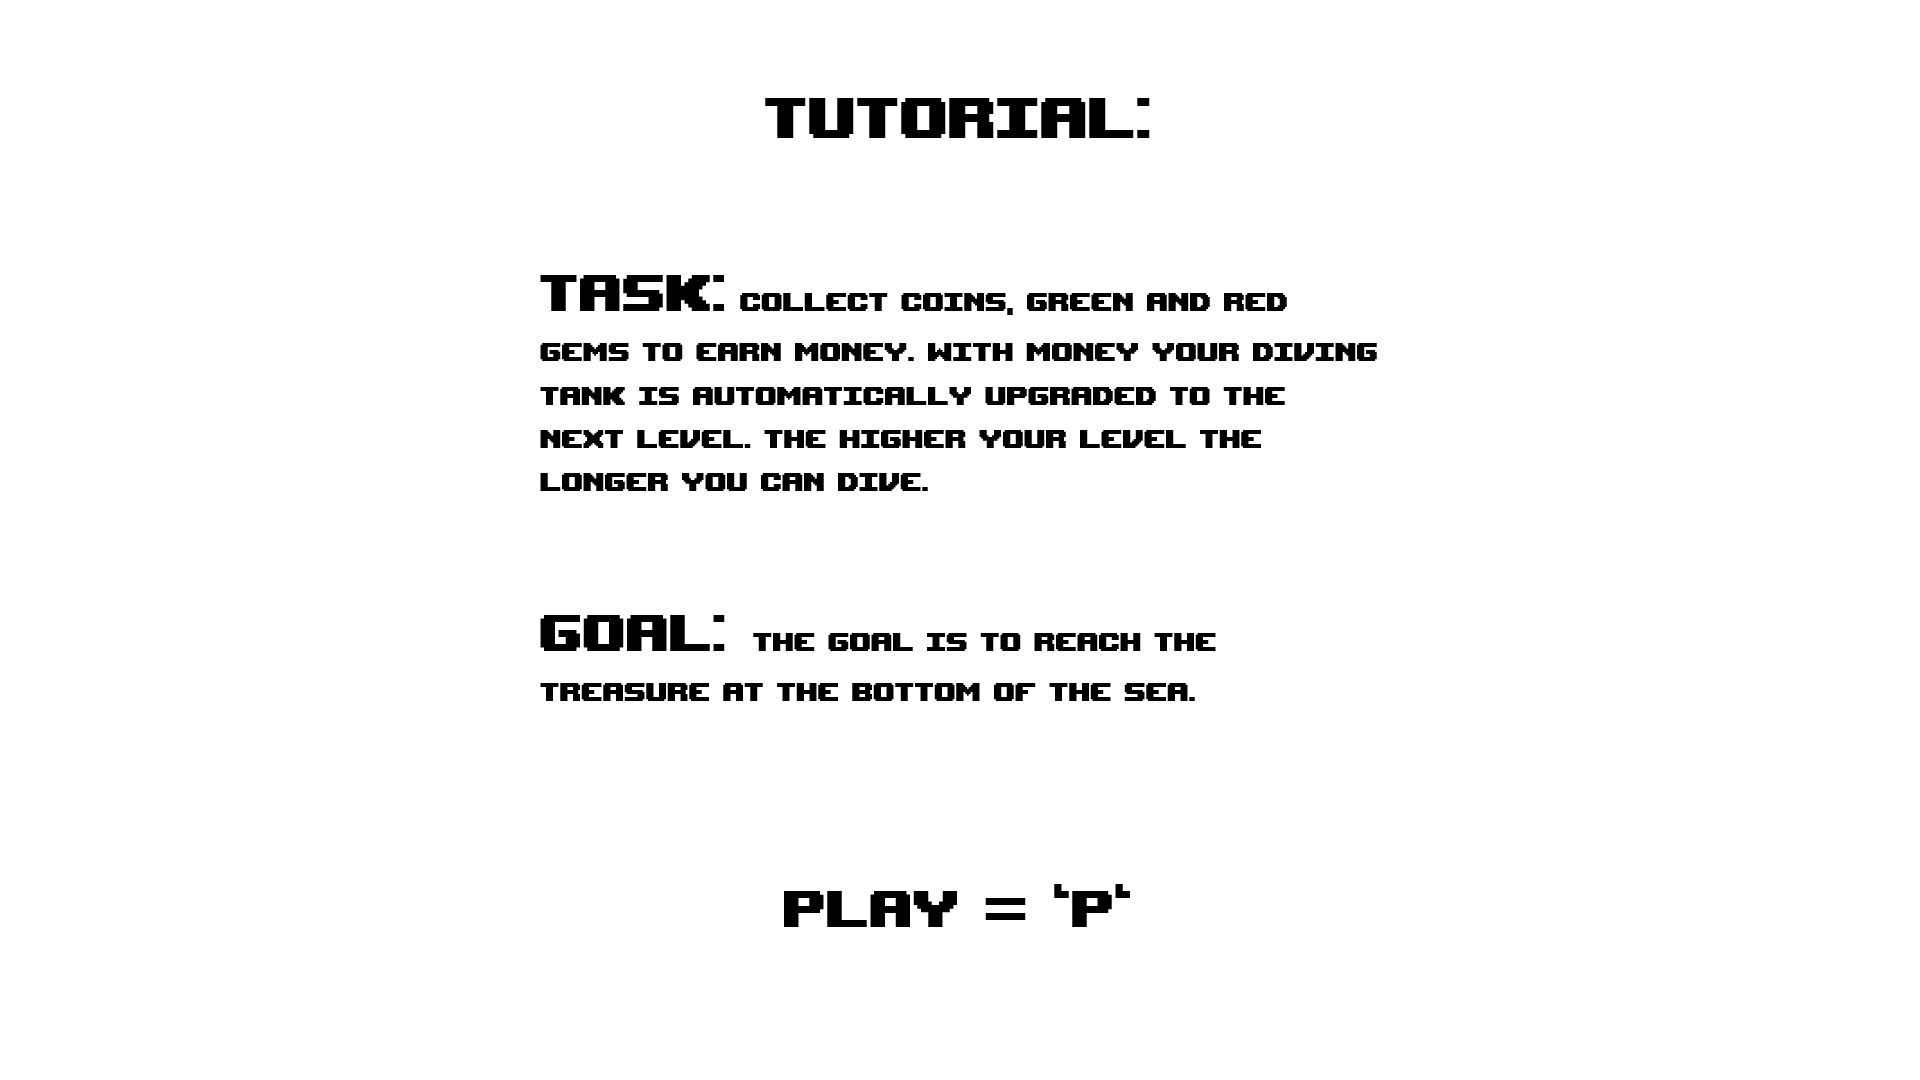 TUTORIAL:
TASK: COLLECT COINS, GREEN AND RED
GEMS TO EARN MONEY. WITH MONEY YOUR DIVING
TANK IS AUTOMATICALLY UPGRADED TO THE
NEXT LEVEL. THE HIGHER YOUR LEVEL THE
LONGER YOU CAN DIVE.
GOAL: THE GOAL IS TO REACH THE
TREASURE AT THE BOTTOM OF THE SEA.
PLAY = ‘P‘